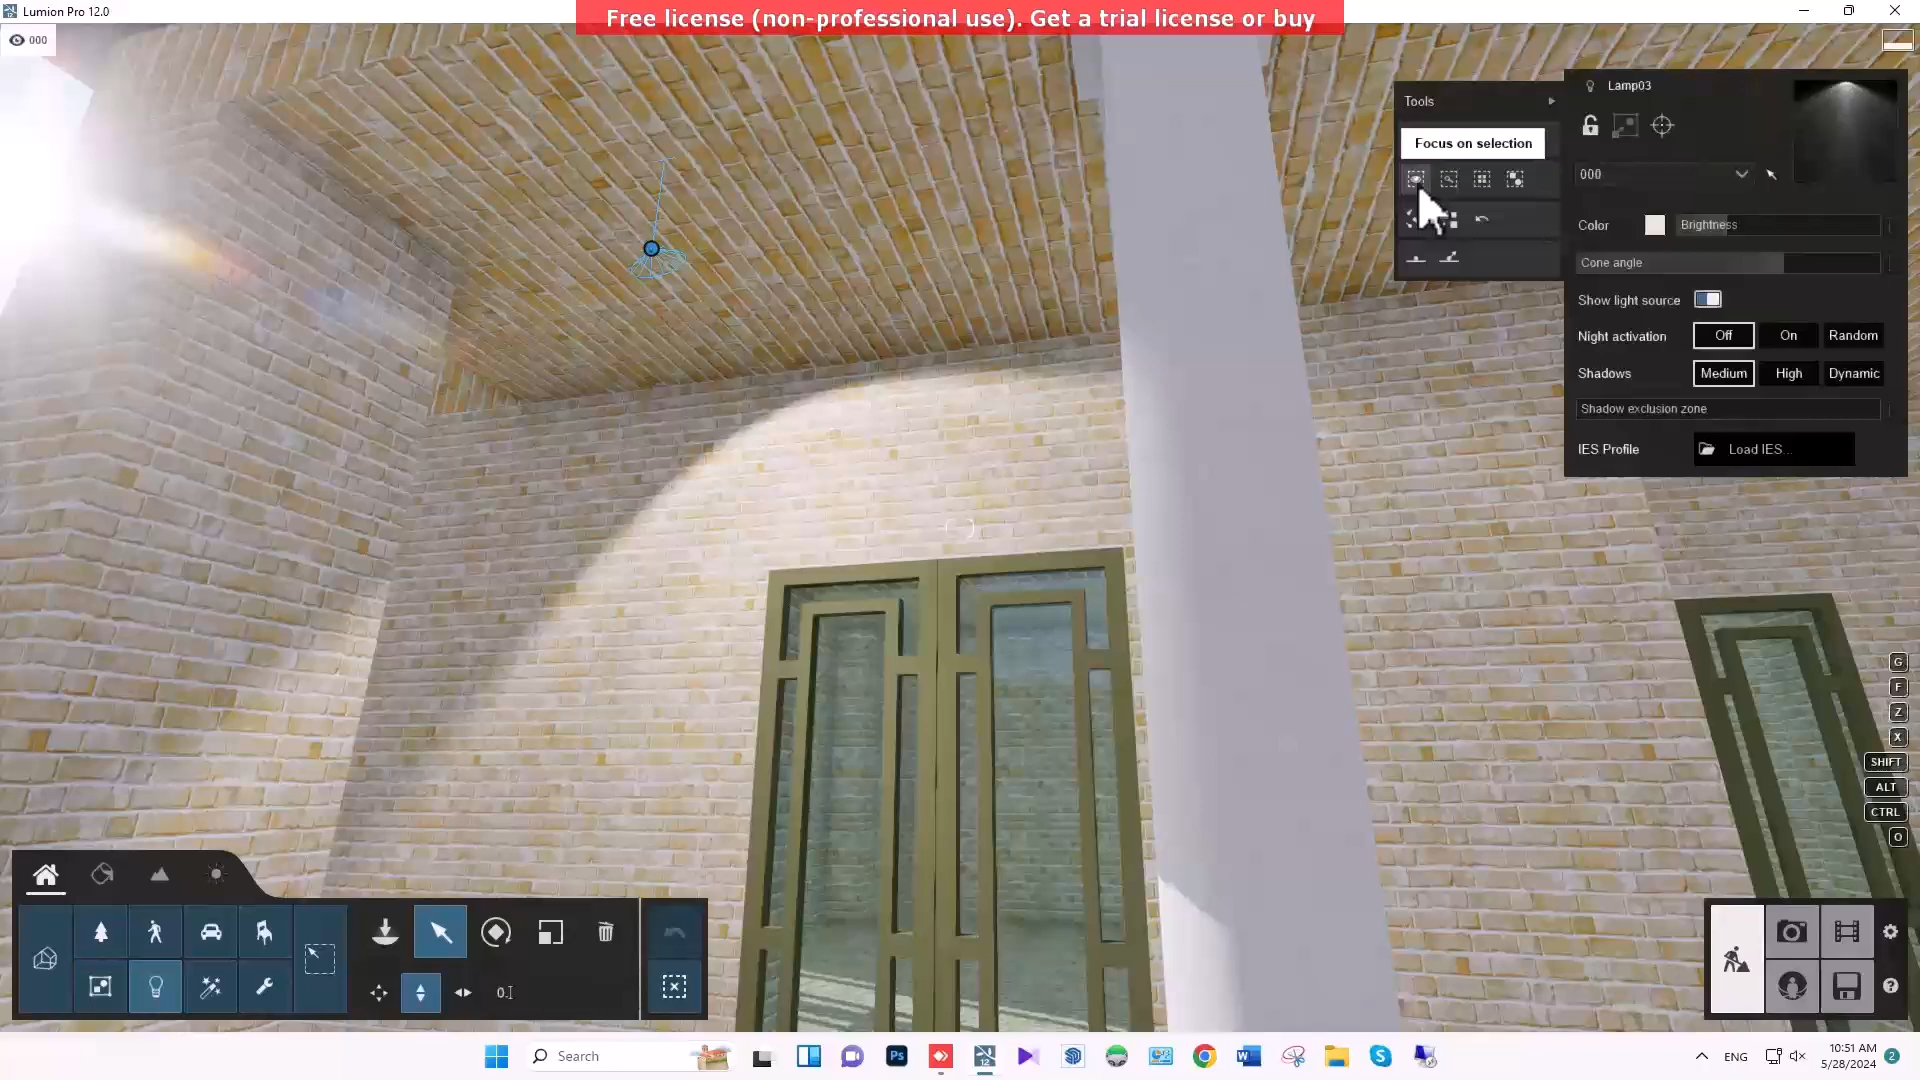 Lumion Pro 12.0
Free license (non-professional use). Get a trial license or buy
000
Tools
Focus on selection
Lamp03
000
Color
Brightness
Cone angle
Show light source
Night activation
Off
On
Random
Shadows
Medium
High
Dynamic
Shadow exclusion zone
IES Profile
Load IES...
G
F
Z
X
SHIFT
ALT
CTRL
O
0.
Search
Ps
12
ENG
10:51 AM
5/28/2024
2